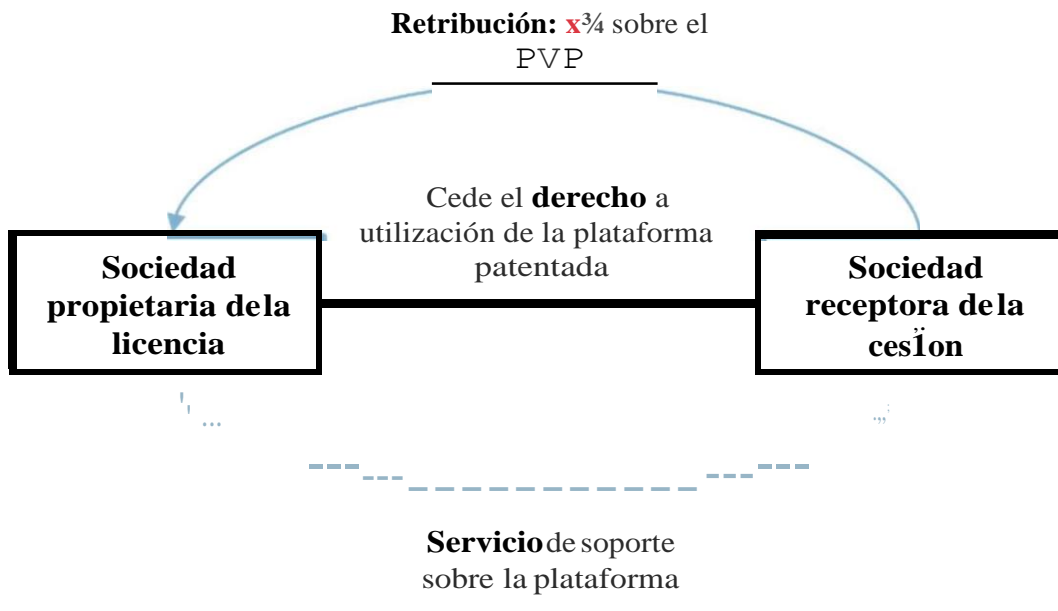 Retribución: x¾ sobre el
PVP
Cede el derecho a
utilización de la plataforma
patentada
Sociedad
propietaria dela
licencia
Sociedad
receptora dela
cesïon
Servicio de soporte
sobre la plataforma